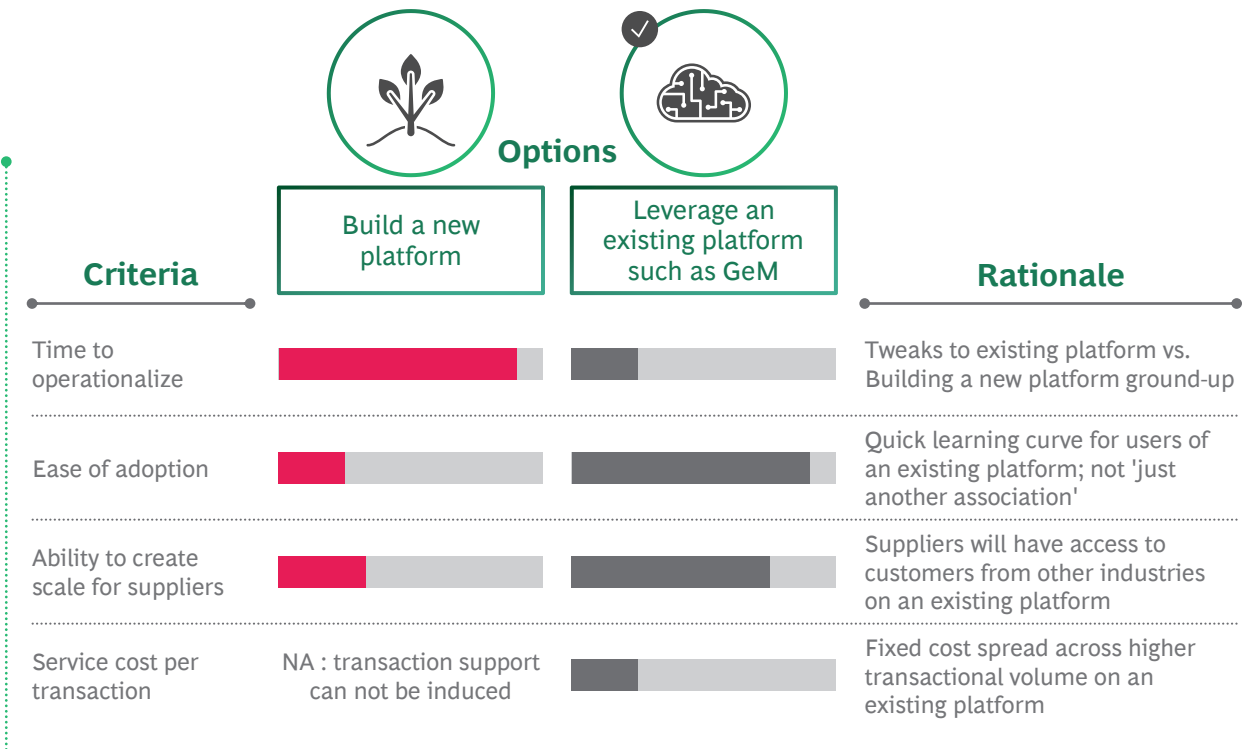 Options
Build a new
platform
Leverage an
existing platform
such as GeM
Criteria
Rationale
Time to
operationalize
Tweaks to existing platform vs.
Building a new platform ground-up
Ease of adoption
Quick learning curve for users of
an existing platform; not 'just
another association'
Ability to create
scale for suppliers
Suppliers will have access to
customers from other industries
on an existing platform
Service cost per
transaction
NA : transaction support
can not be induced
Fixed cost spread across higher
transactional volume on an
existing platform